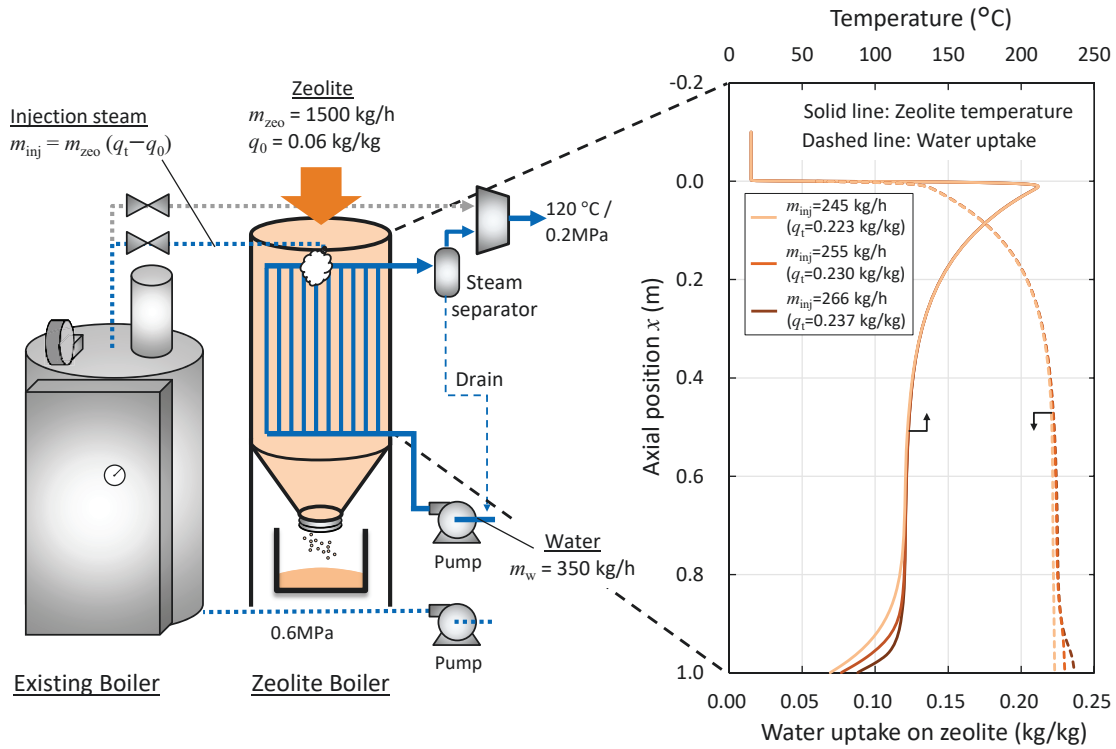 Injection steam
m_inj = m_zeo (q_t−q_0)
Zeolite
m_zeo = 1500 kg/h
q_0 = 0.06 kg/kg
120 °C /
0.2MPa
Steam
separator
Drain
Pump
Water
m_w = 350 kg/h
0.6MPa
Pump
Existing Boiler
Zeolite Boiler
Temperature (°C)
0 50 100 150 200 250
Solid line: Zeolite temperature
Dashed line: Water uptake
m_inj=245 kg/h
(q_t=0.223 kg/kg)
m_inj=255 kg/h
(q_t=0.230 kg/kg)
m_inj=266 kg/h
(q_t=0.237 kg/kg)
Axial position x (m)
-0.2
0.0
0.2
0.4
0.6
0.8
1.0
0.00 0.05 0.10 0.15 0.20 0.25
Water uptake on zeolite (kg/kg)